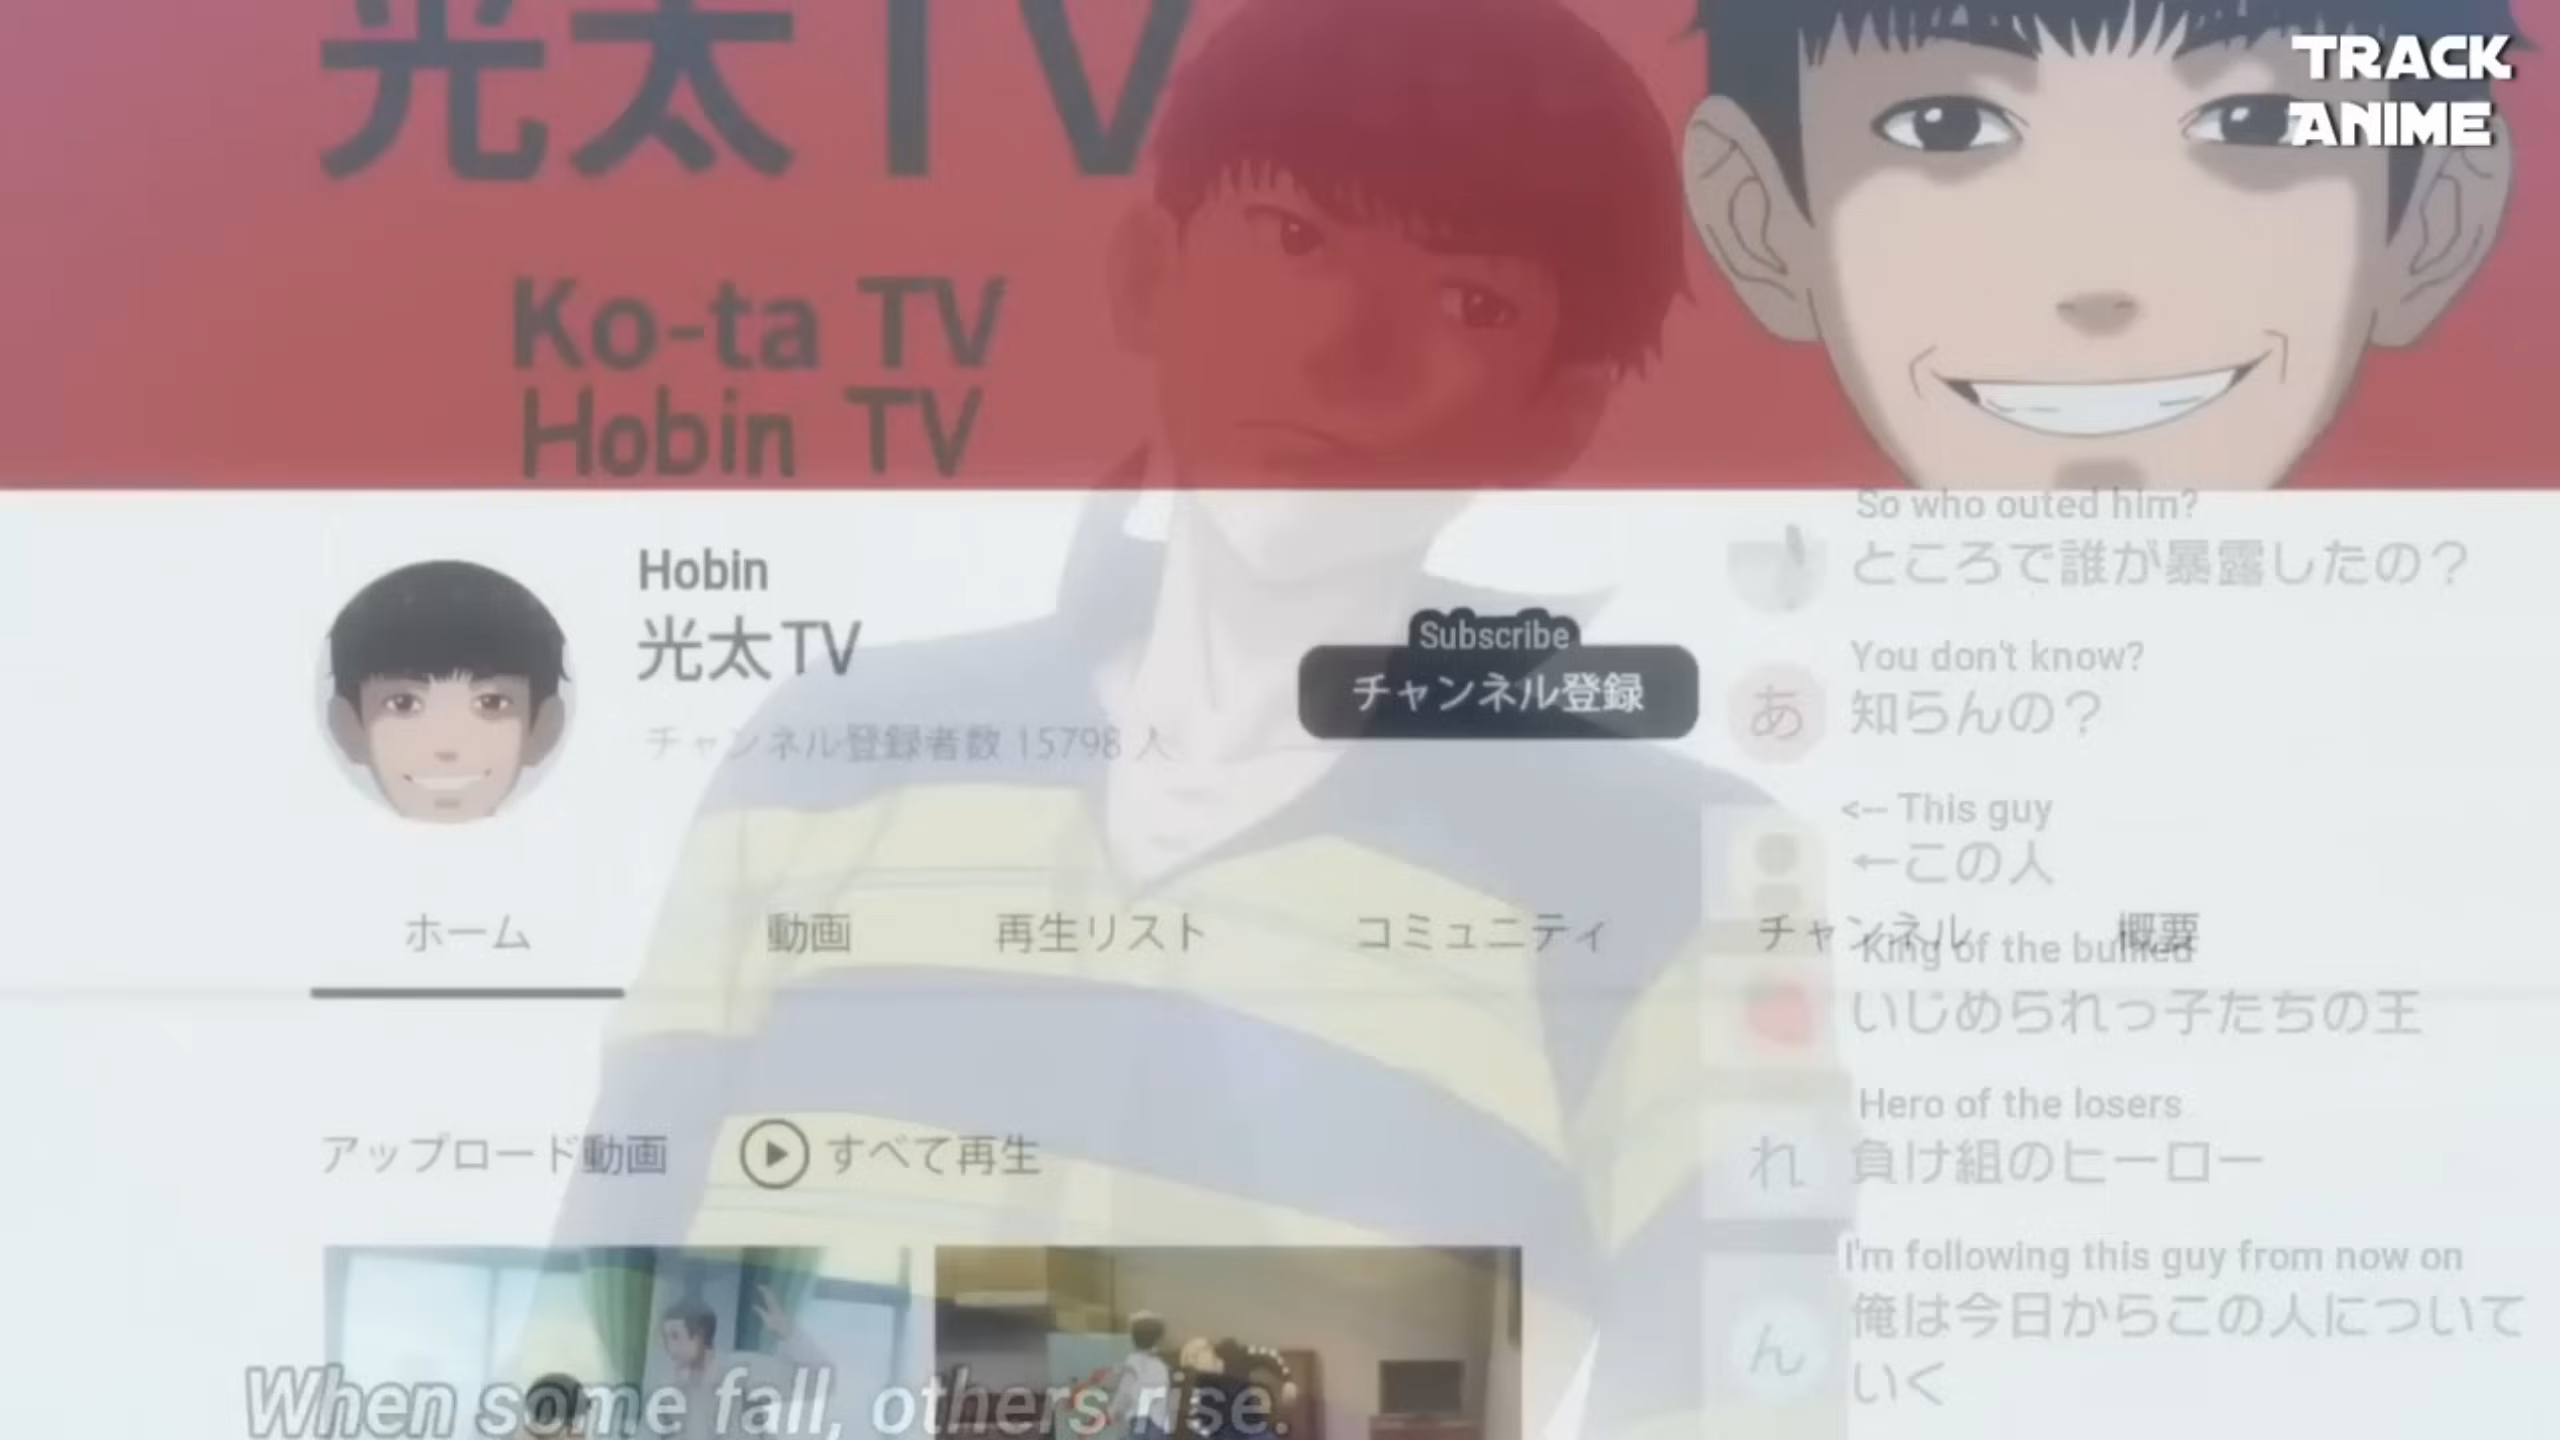 光太TV
TRACK
ANIME
Ko-ta TV
Hobin TV
Hobin
光太TV
チャンネル登録者数 15798 人
Subscribe
チャンネル登録
So who outed him?
ところで誰が暴露したの？
You don't know?
あ
知らんの？
<-- This guy
←この人
ホーム
動画
再生リスト
コミュニティ
チャンネル
概要
King of the bullied
いじめられっ子たちの王
Hero of the losers
れ
負け組のヒーロー
アップロード動画
すべて再生
I'm following this guy from now on
ん
俺は今日からこの人について
いく
When some fall, others rise.